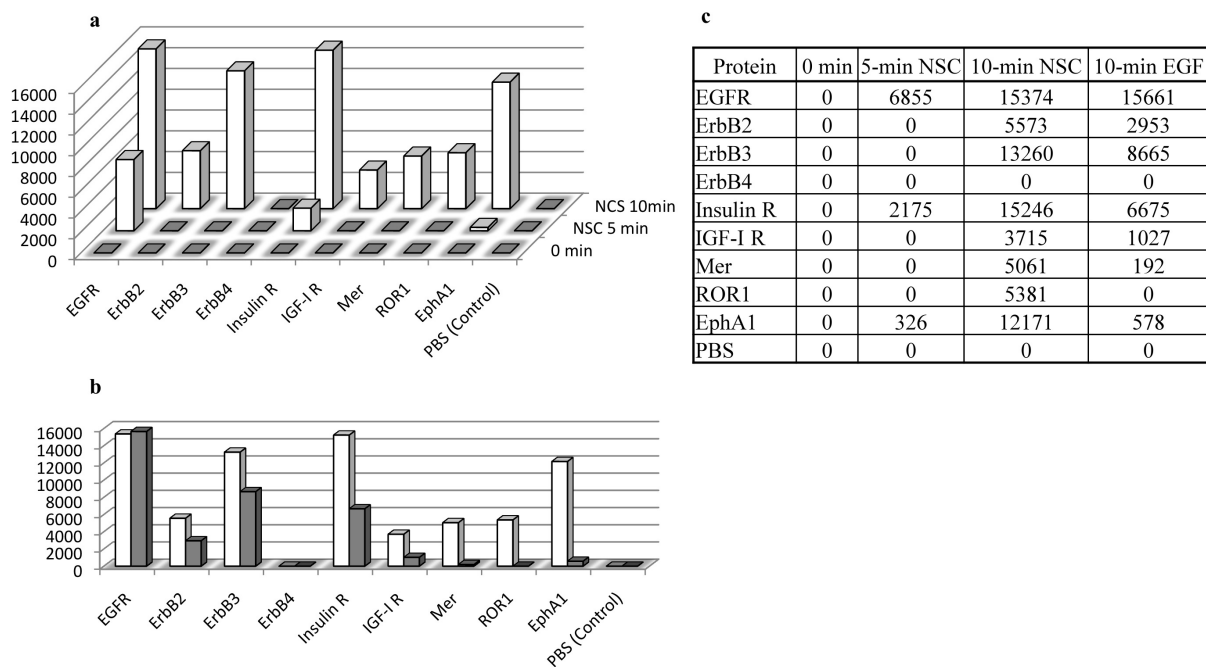 a
16000
14000
12000
10000
8000
6000
4000
2000
0
NCS 10min
NSC 5 min
0 min
EGFR
ErbB2
ErbB3
ErbB4
Insulin R
IGF-I R
Mer
ROR1
EphA1
PBS (Control)
b
16000
14000
12000
10000
8000
6000
4000
2000
0
EGFR
ErbB2
ErbB3
ErbB4
Insulin R
IGF-I R
Mer
ROR1
EphA1
PBS (Control)
c
Protein 0 min 5-min NSC 10-min NSC 10-min EGF
EGFR 0 6855 15374 15661
ErbB2 0 0 5573 2953
ErbB3 0 0 13260 8665
ErbB4 0 0 0 0
Insulin R 0 2175 15246 6675
IGF-I R 0 0 3715 1027
Mer 0 0 5061 192
ROR1 0 0 5381 0
EphA1 0 326 12171 578
PBS 0 0 0 0